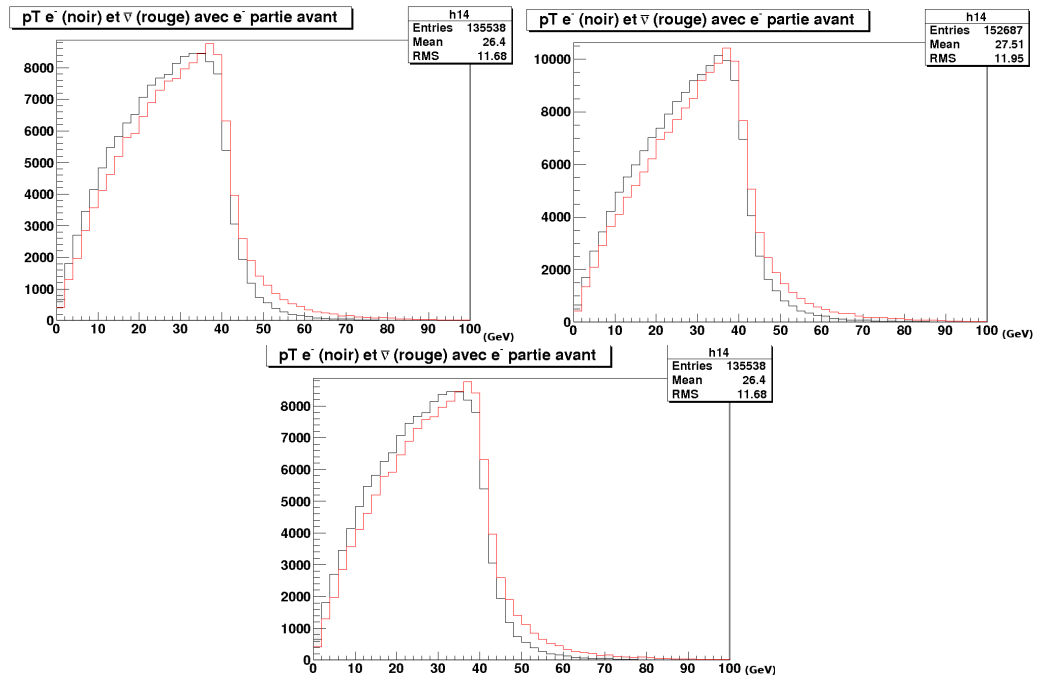 pT e⁻ (noir) et ⊽ (rouge) avec e⁻ partie avant
h14
Entries 135538
Mean 26.4
RMS 11.68
8000
7000
6000
5000
4000
3000
2000
1000
0
0 10 20 30 40 50 60 70 80 90 100
(GeV)
pT e⁻ (noir) et ⊽ (rouge) avec e⁻ partie avant
h14
Entries 152687
Mean 27.51
RMS 11.95
10000
8000
6000
4000
2000
0
0 10 20 30 40 50 60 70 80 90 100 (GeV)
pT e⁻ (noir) et ⊽ (rouge) avec e⁻ partie avant
h14
Entries 135538
Mean 26.4
RMS 11.68
8000
7000
6000
5000
4000
3000
2000
1000
0
0 10 20 30 40 50 60 70 80 90 100 (GeV)